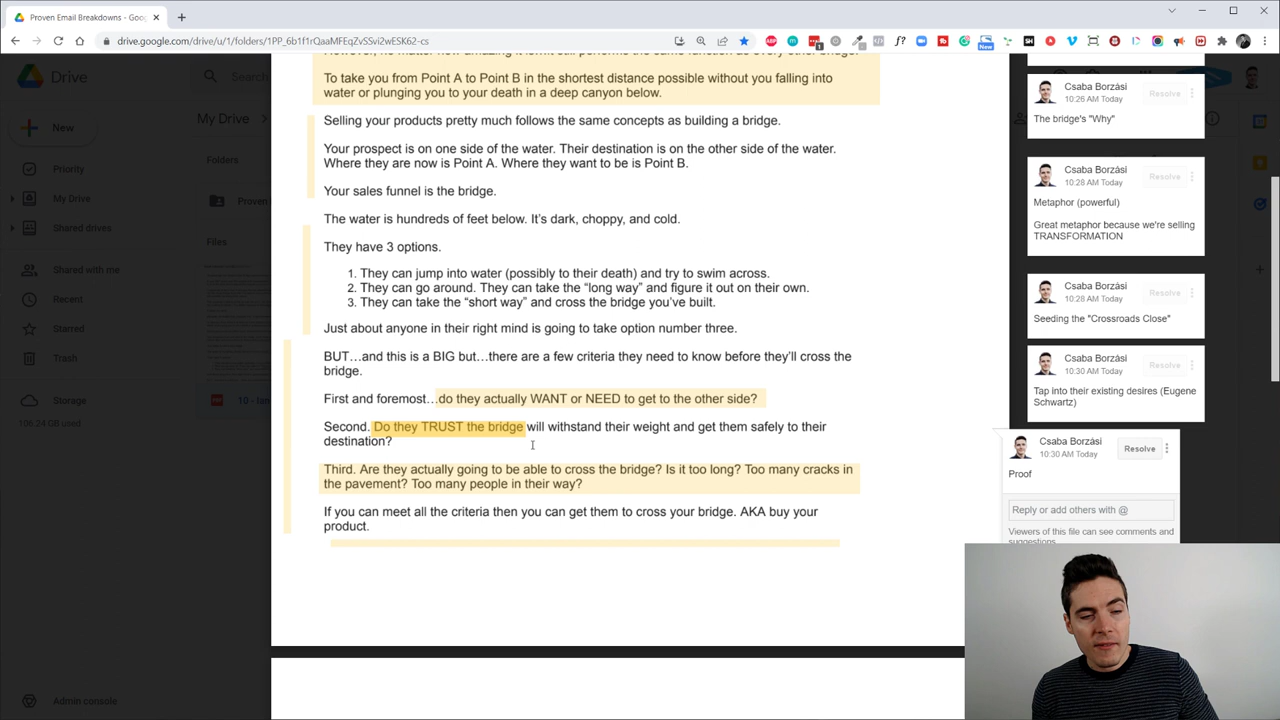 Proven Email Breakdowns - Goo
drive.google.com/drive/u/1/folders/1PP_6b1f1rQaaMFEqZvSSvi2wESK62-cs
New
Drive
Search
New
My Drive
Folders
Priority
My Drive
Proven
Shared drives
Files
Shared with me
Recent
Starred
Trash
Storage
10 - Ian
106.24 GB used
Admin console
To take you from Point A to Point B in the shortest distance possible without you falling into
water or plunging you to your death in a deep canyon below.
Selling your products pretty much follows the same concepts as building a bridge.
Your prospect is on one side of the water. Their destination is on the other side of the water.
Where they are now is Point A. Where they want to be is Point B.
Your sales funnel is the bridge.
The water is hundreds of feet below. It's dark, choppy, and cold.
They have 3 options.
1. They can jump into water (possibly to their death) and try to swim across.
2. They can go around. They can take the “long way” and figure it out on their own.
3. They can take the “short way” and cross the bridge you've built.
Just about anyone in their right mind is going to take option number three.
BUT…and this is a BIG but…there are a few criteria they need to know before they'll cross the
bridge.
First and foremost…do they actually WANT or NEED to get to the other side?
Second. Do they TRUST the bridge will withstand their weight and get them safely to their
destination?
Third. Are they actually going to be able to cross the bridge? Is it too long? Too many cracks in
the pavement? Too many people in their way?
If you can meet all the criteria then you can get them to cross your bridge. AKA buy your
product.
Csaba Borzási
10:26 AM Today
Resolve
The bridge's "Why"
Csaba Borzási
10:28 AM Today
Resolve
Metaphor (powerful)
Great metaphor because we're selling
TRANSFORMATION
Csaba Borzási
10:28 AM Today
Resolve
Seeding the "Crossroads Close"
Csaba Borzási
10:30 AM Today
Resolve
Tap into their existing desires (Eugene
Schwartz)
Csaba Borzási
10:30 AM Today
Resolve
Proof
Reply or add others with @
Viewers of this file can see comments and
suggestions